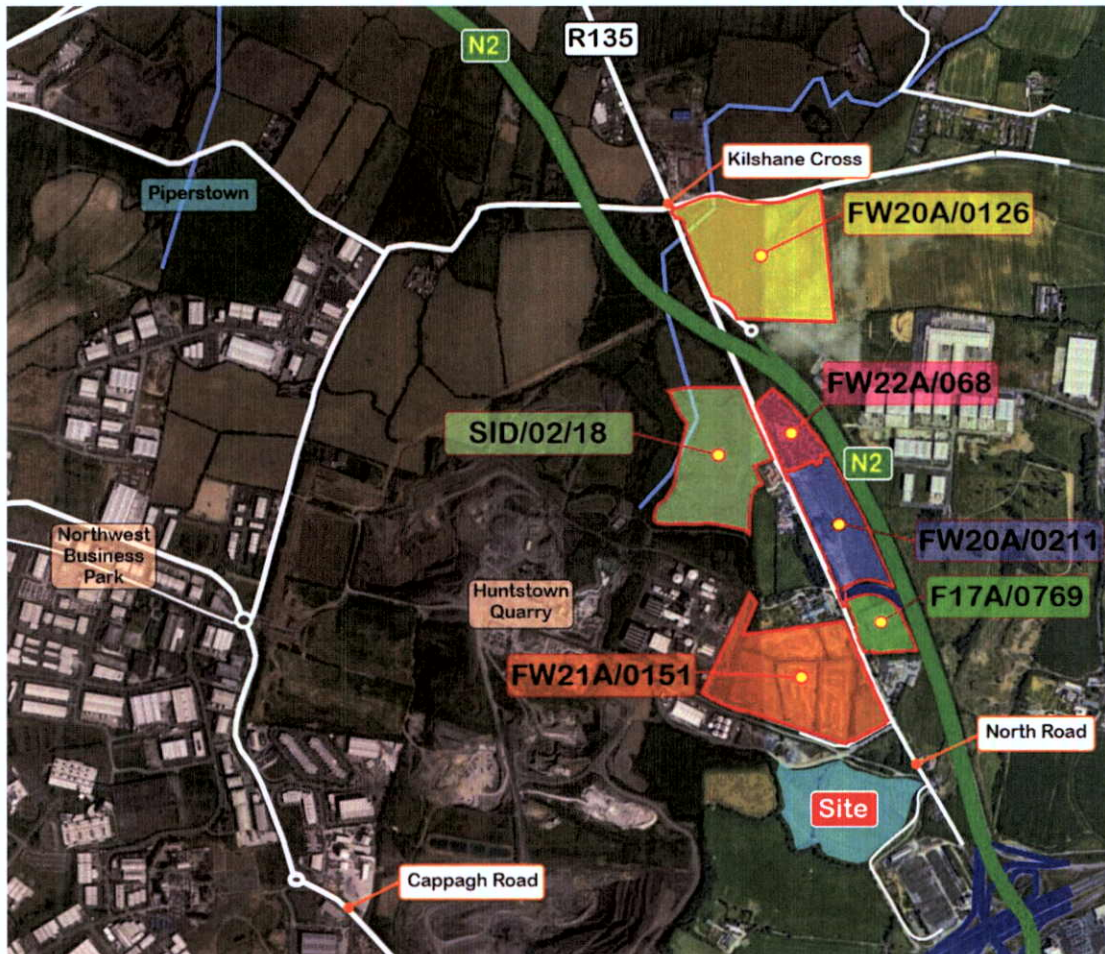 N2
R135
Kilshane Cross
Piperstown
FW20A/0126
FW22A/068
SID/02/18
N2
Northwest
Business
Park
FW20A/0211
Huntstown
Quarry
F17A/0769
FW21A/0151
North Road
Site
Cappagh Road